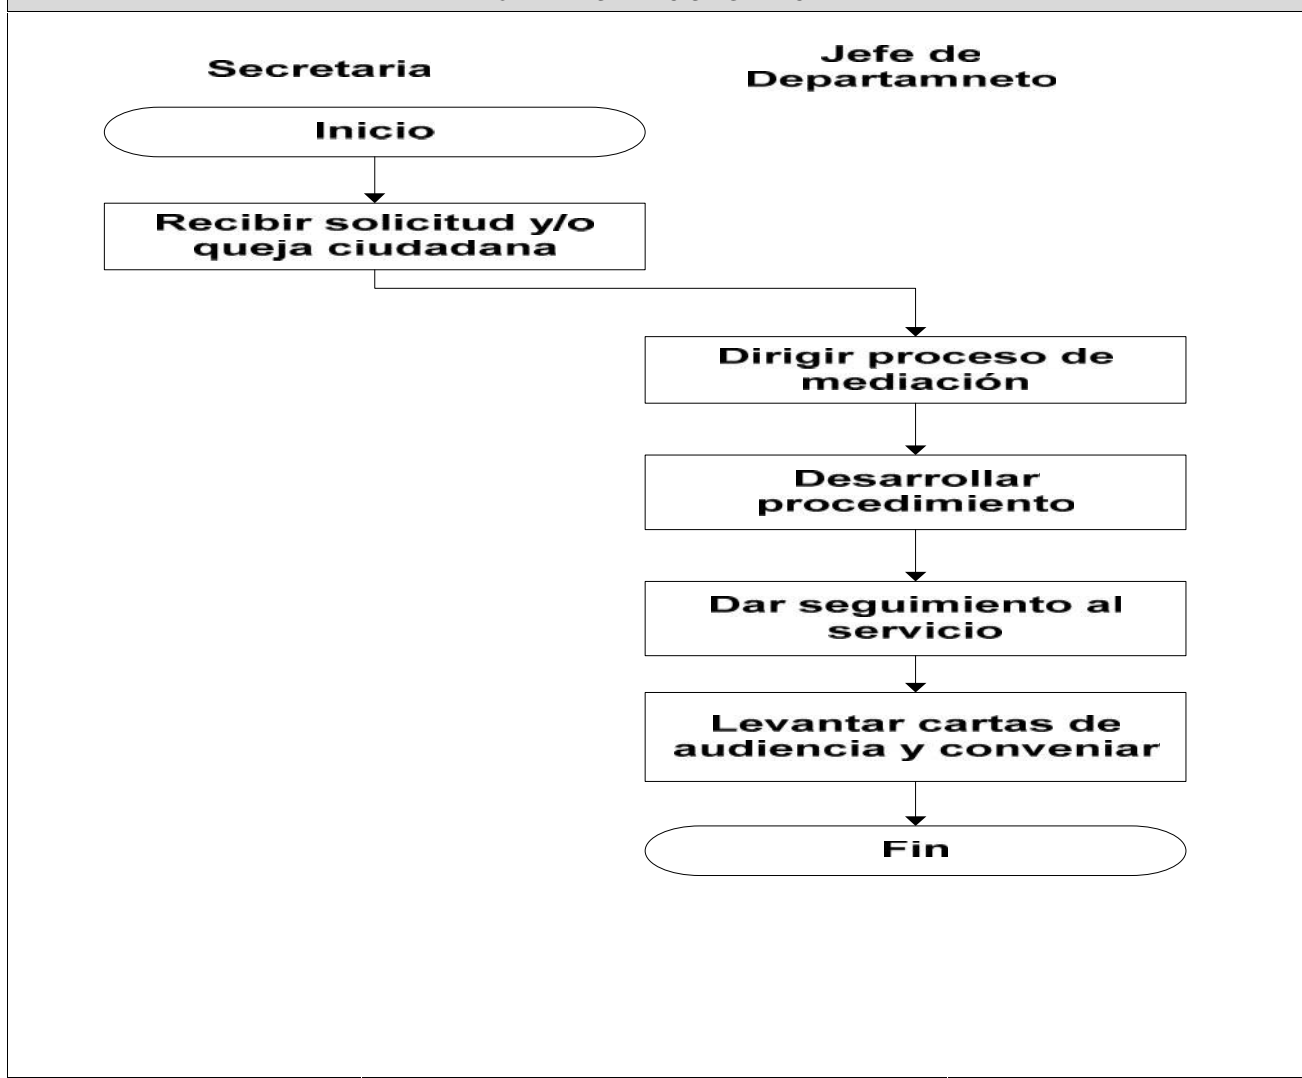 Secretaria
Jefe de
Departamneto
Inicio
Recibir solicitud y/o
queja ciudadana
Dirigir proceso de
mediación
Desarrollar
procedimiento
Dar seguimiento al
servicio
Levantar cartas de
audiencia y conveniar
Fin